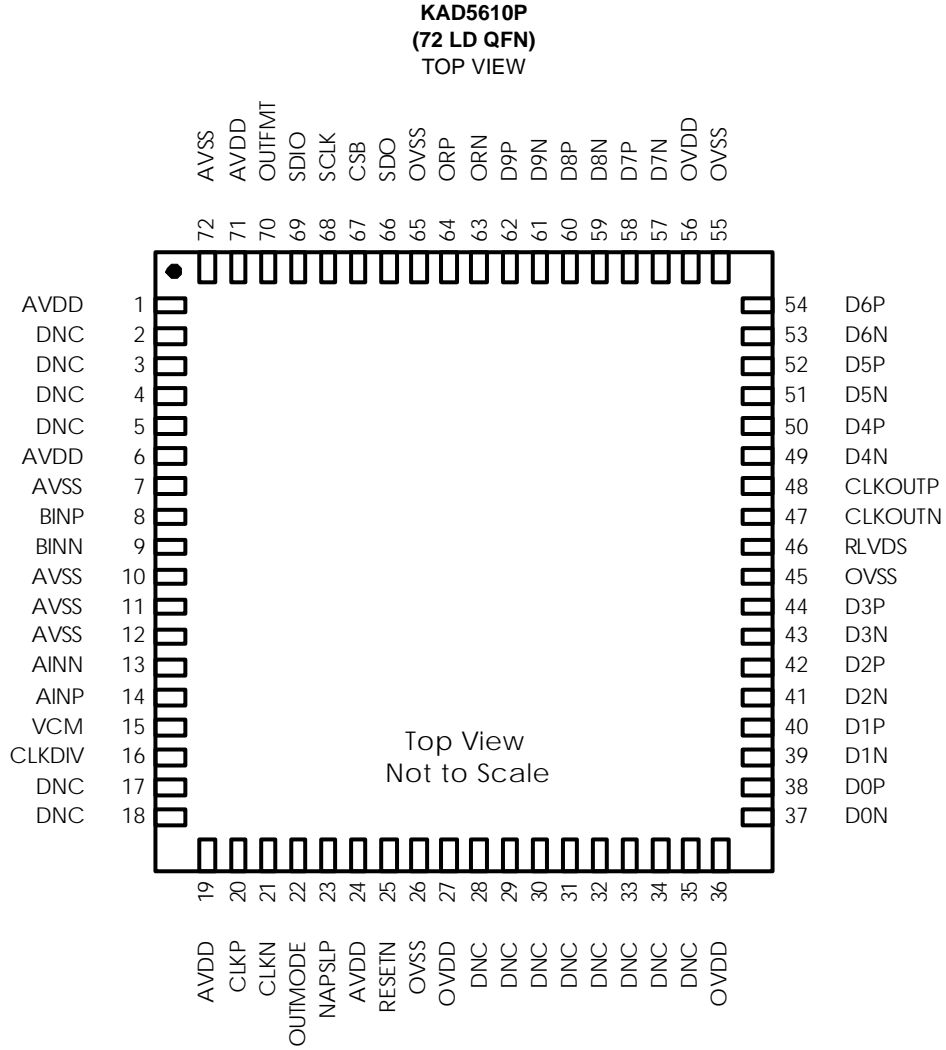 KAD5610P
(72 LD QFN)
TOP VIEW
AVSS
AVDD
OUTFMT
SDIO
SCLK
CSB
SDO
OVSS
ORP
ORN
D9P
D9N
D8P
D8N
D7P
D7N
OVDD
OVSS
72
71
70
69
68
67
66
65
64
63
62
61
60
59
58
57
56
55
AVDD 1
DNC 2
DNC 3
DNC 4
DNC 5
AVDD 6
AVSS 7
BINP 8
BINN 9
AVSS 10
AVSS 11
AVSS 12
AINN 13
AINP 14
VCM 15
CLKDIV 16
DNC 17
DNC 18
54 D6P
53 D6N
52 D5P
51 D5N
50 D4P
49 D4N
48 CLKOUTP
47 CLKOUTN
46 RLVDS
45 OVSS
44 D3P
43 D3N
42 D2P
41 D2N
40 D1P
39 D1N
38 D0P
37 D0N
Top View
Not to Scale
19
20
21
22
23
24
25
26
27
28
29
30
31
32
33
34
35
36
AVDD
CLKP
CLKN
OUTMODE
NAPSLP
AVDD
RESETN
OVSS
OVDD
DNC
DNC
DNC
DNC
DNC
DNC
DNC
DNC
OVDD